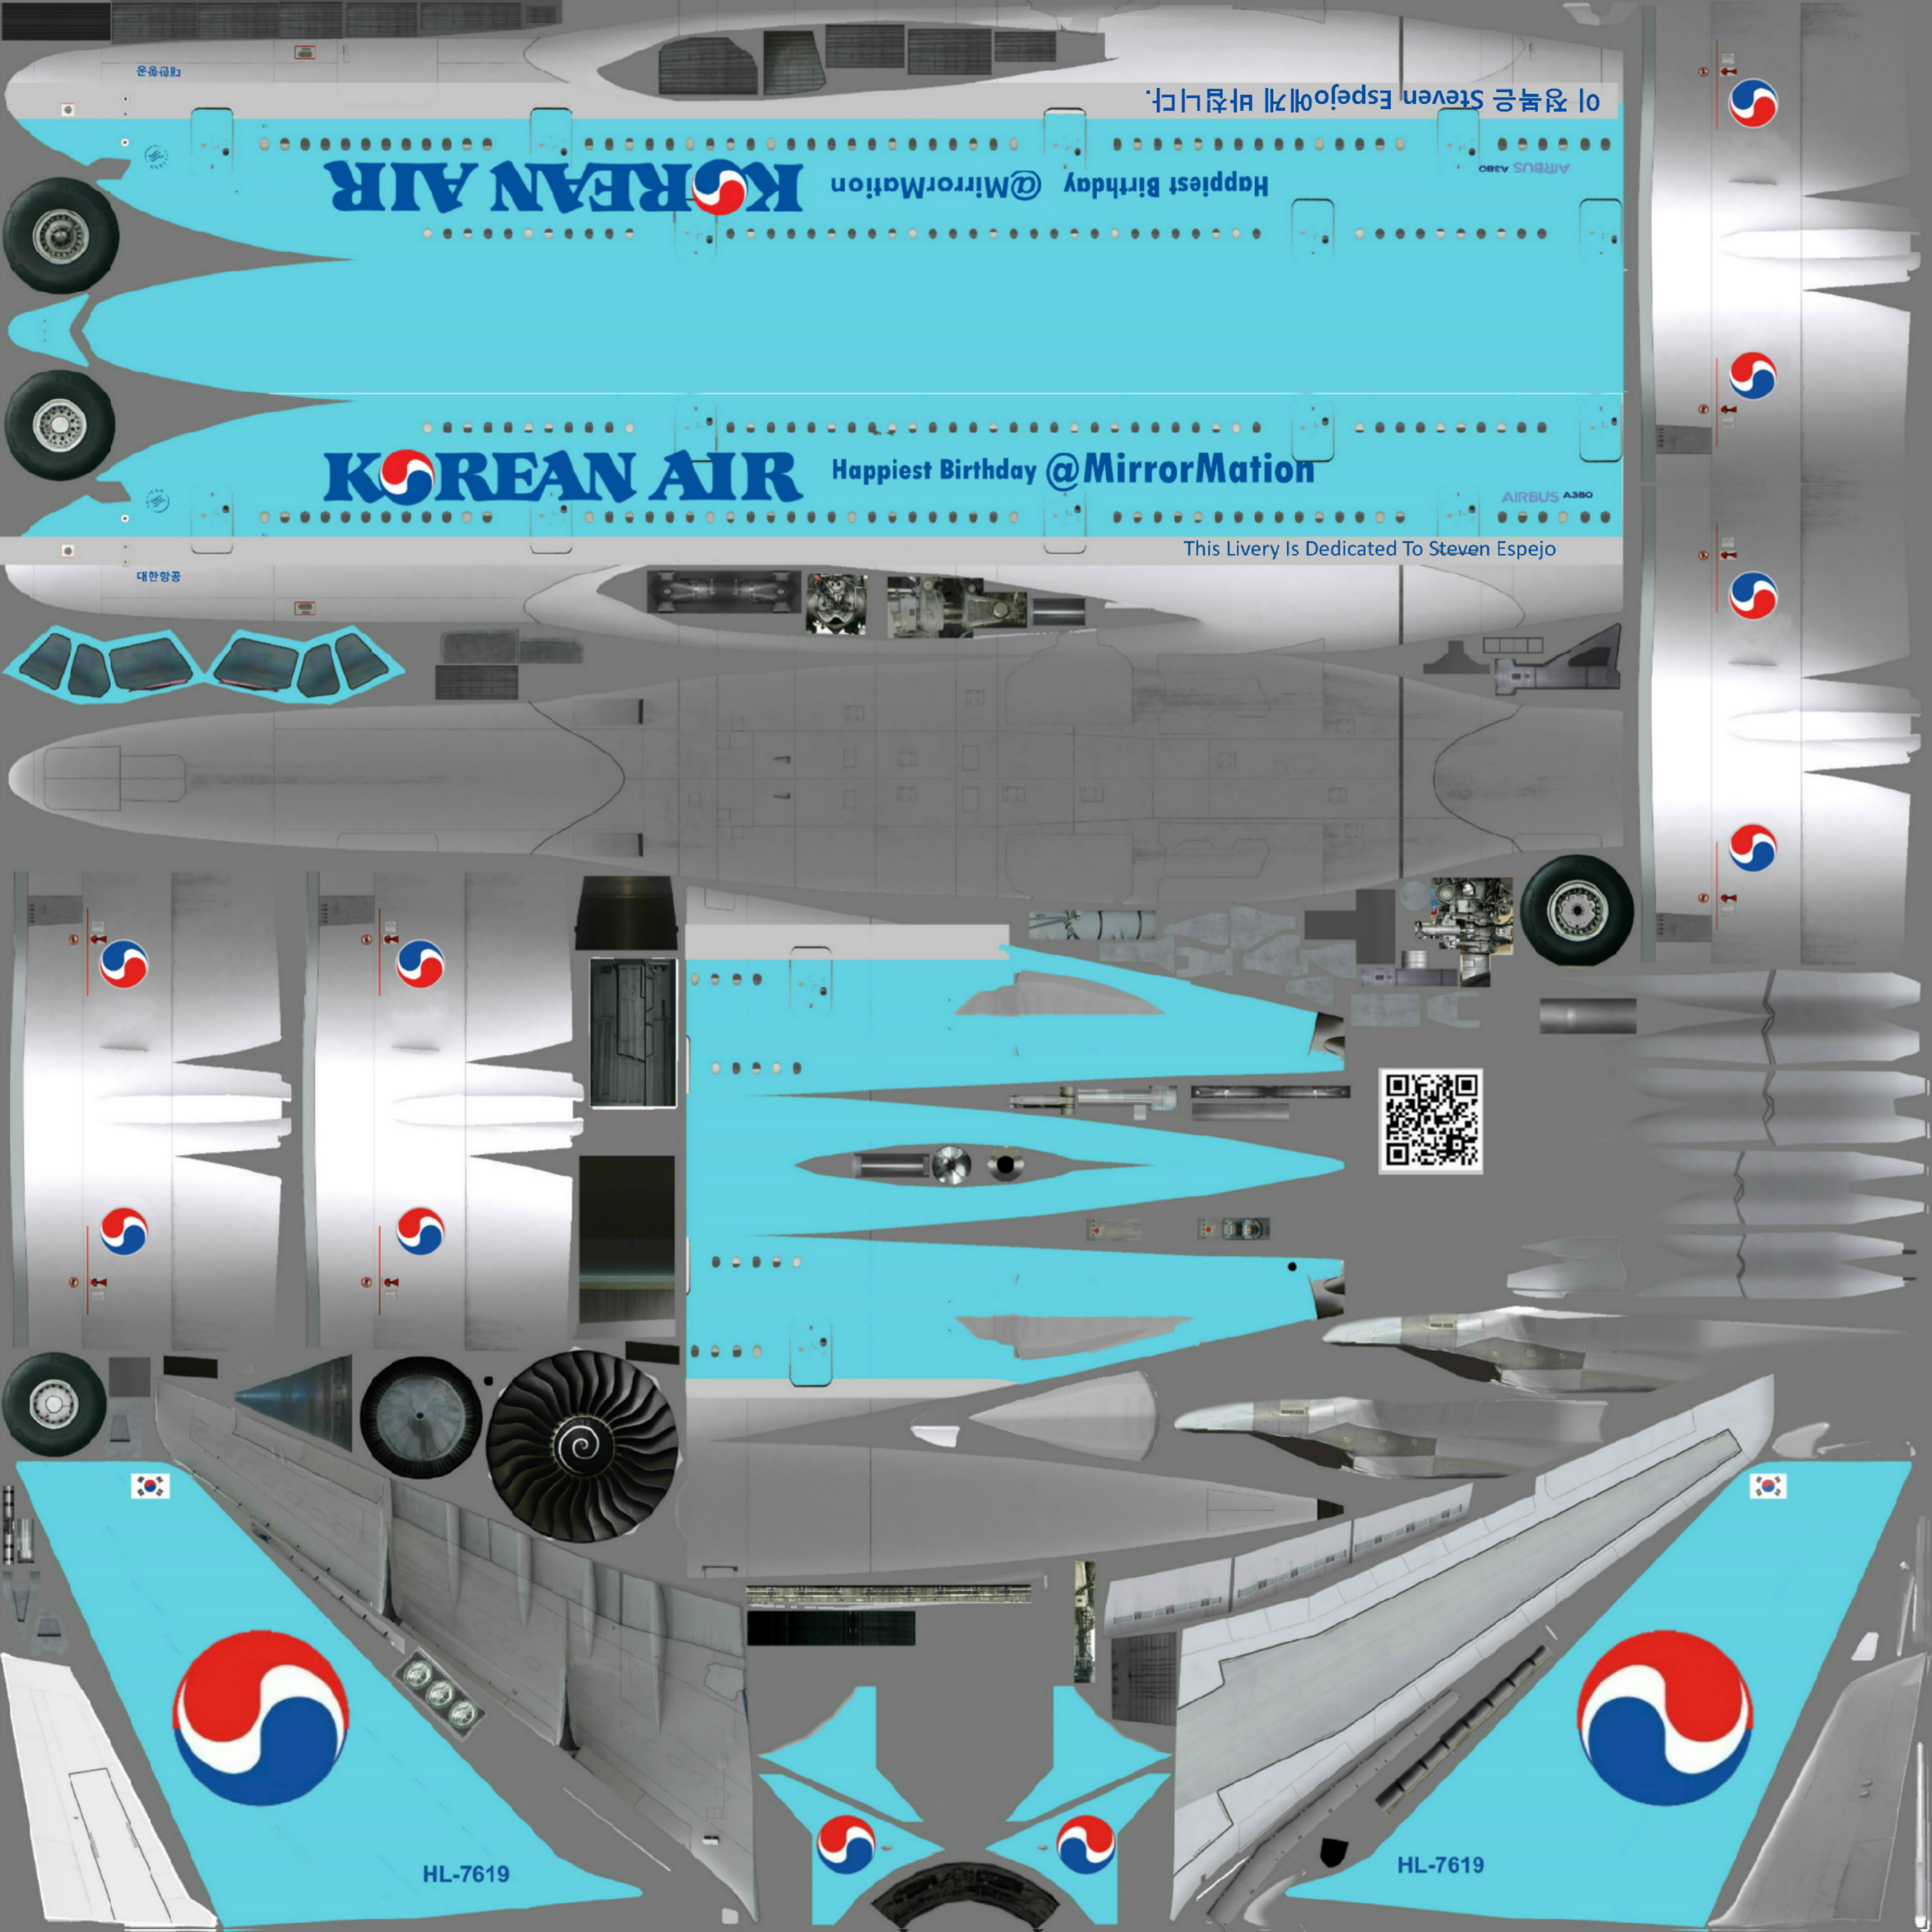 대한항공
이 정복은 Steven Espejo에게 바칩니다.
AIRBUS A380
KOREAN AIR
@MirrorMation
Happiest Birthday
KOREAN AIR
Happiest Birthday @MirrorMation
AIRBUS A380
This Livery Is Dedicated To Steven Espejo
대한항공
HL-7619
HL-7619